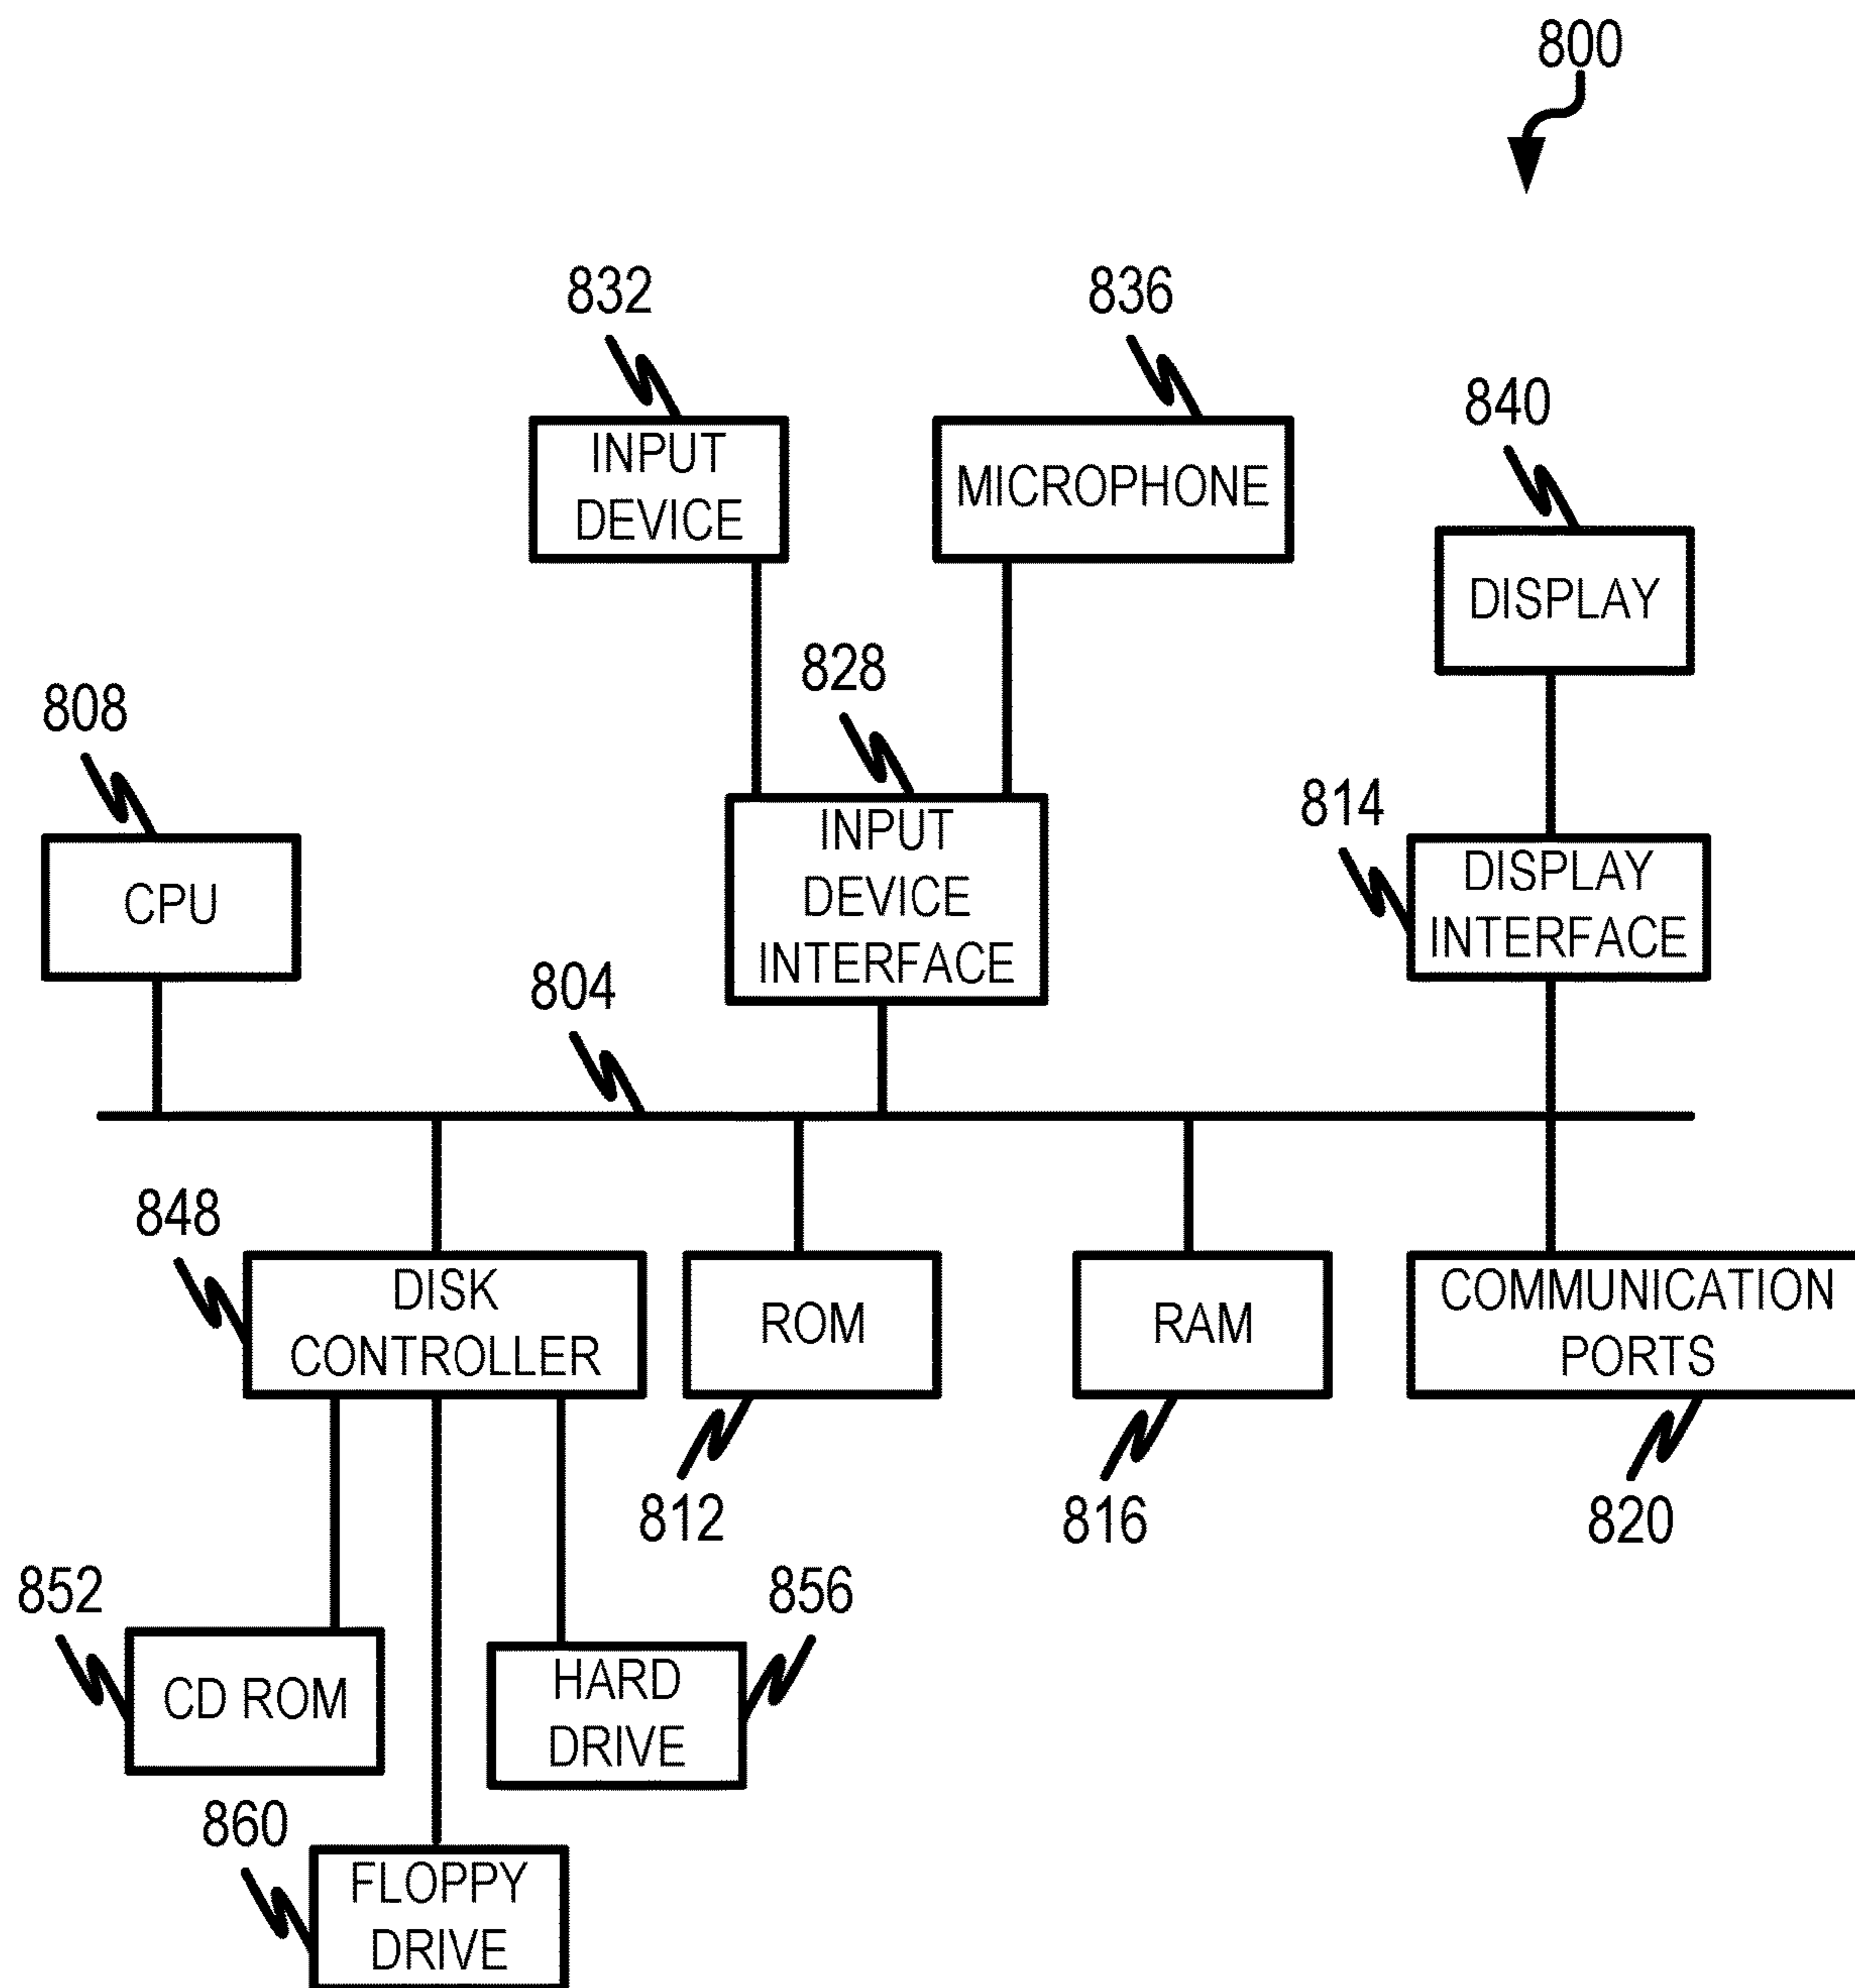 800
832
836
840
INPUT
DEVICE
MICROPHONE
DISPLAY
828
808
814
INPUT
DEVICE
INTERFACE
CPU
DISPLAY
INTERFACE
804
848
DISK
CONTROLLER
ROM
RAM
COMMUNICATION
PORTS
812
816
820
852
856
CD ROM
HARD
DRIVE
860
FLOPPY
DRIVE